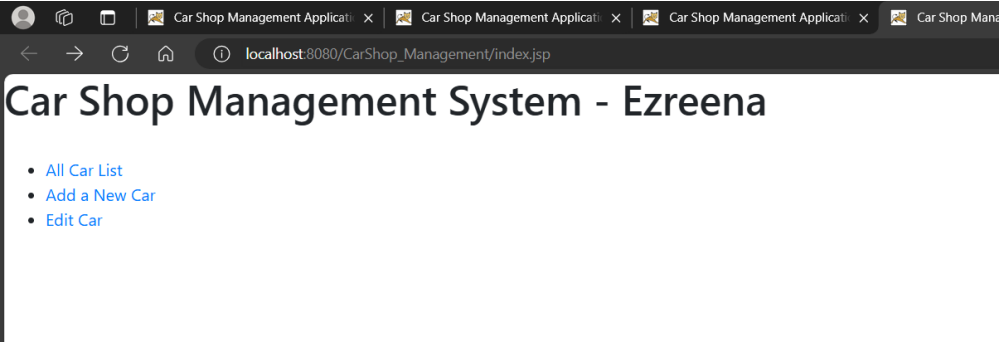 Car Shop Management Applicati Car Shop Management Applicati Car Shop Management Applicati Car Shop Mana
localhost:8080/CarShop_Management/index.jsp
Car Shop Management System - Ezreena
All Car List
Add a New Car
Edit Car